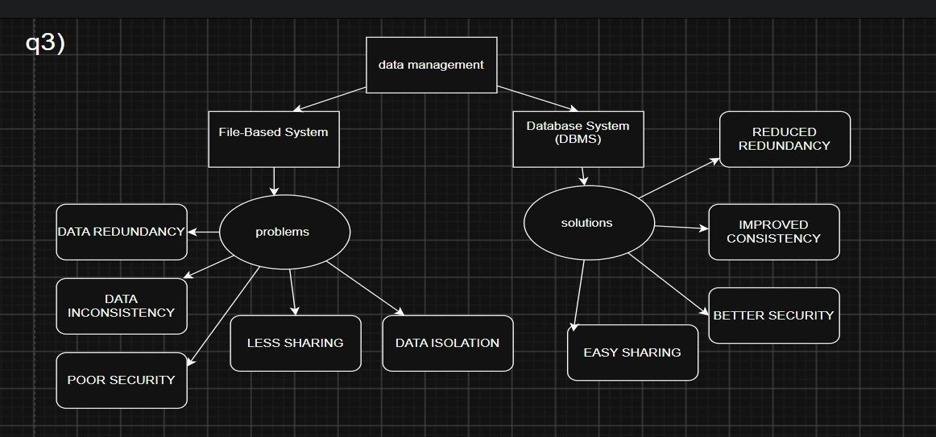 q3)
data management
File-Based System
Database System
(DBMS)
REDUCED
REDUNDANCY
problems
solutions
DATA REDUNDANCY
IMPROVED
CONSISTENCY
DATA
INCONSISTENCY
LESS SHARING
DATA ISOLATION
BETTER SECURITY
POOR SECURITY
EASY SHARING